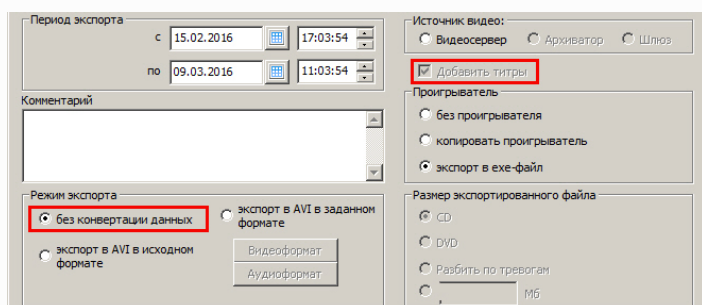 Период экспорта
с 15.02.2016 17:03:54
по 09.03.2016 11:03:54
Комментарий
Режим экспорта
без конвертации данных
экспорт в AVI в заданном
формате
экспорт в AVI в исходном
формате
Видеоформат
Аудиоформат
Источник видео:
Видеосервер Архиватор Шлюз
Добавить титры
Проигрыватель
без проигрывателя
копировать проигрыватель
экспорт в exe-файл
Размер экспортированного файла
CD
DVD
Разбить по тревогам
, Мб